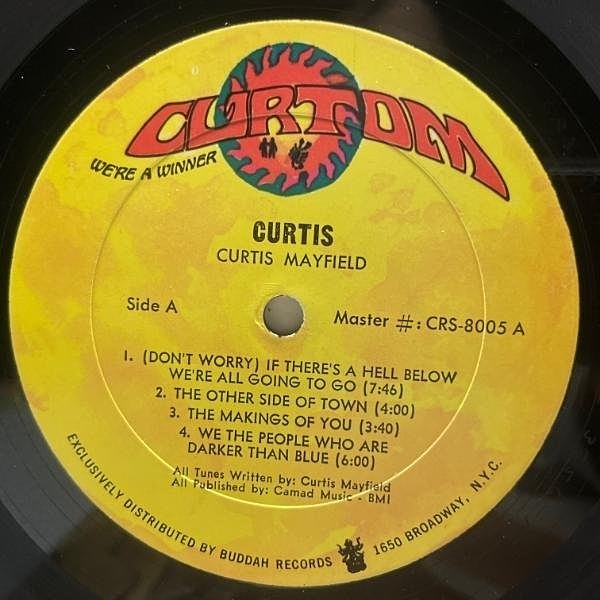 CURTOM
WE'RE A WINNER
CURTIS
CURTIS MAYFIELD
Side A
Master #: CRS-8005 A
1. (DON'T WORRY) IF THERE'S A HELL BELOW
WE'RE ALL GOING TO GO (7:46)
2. THE OTHER SIDE OF TOWN (4:00)
3. THE MAKINGS OF YOU (3:40)
4. WE THE PEOPLE WHO ARE
DARKER THAN BLUE (6:00)
All Tunes Written by: Curtis Mayfield
All Published by: Camad Music - BMI
EXCLUSIVELY DISTRIBUTED BY BUDDAH RECORDS 1650 BROADWAY, N.Y.C.